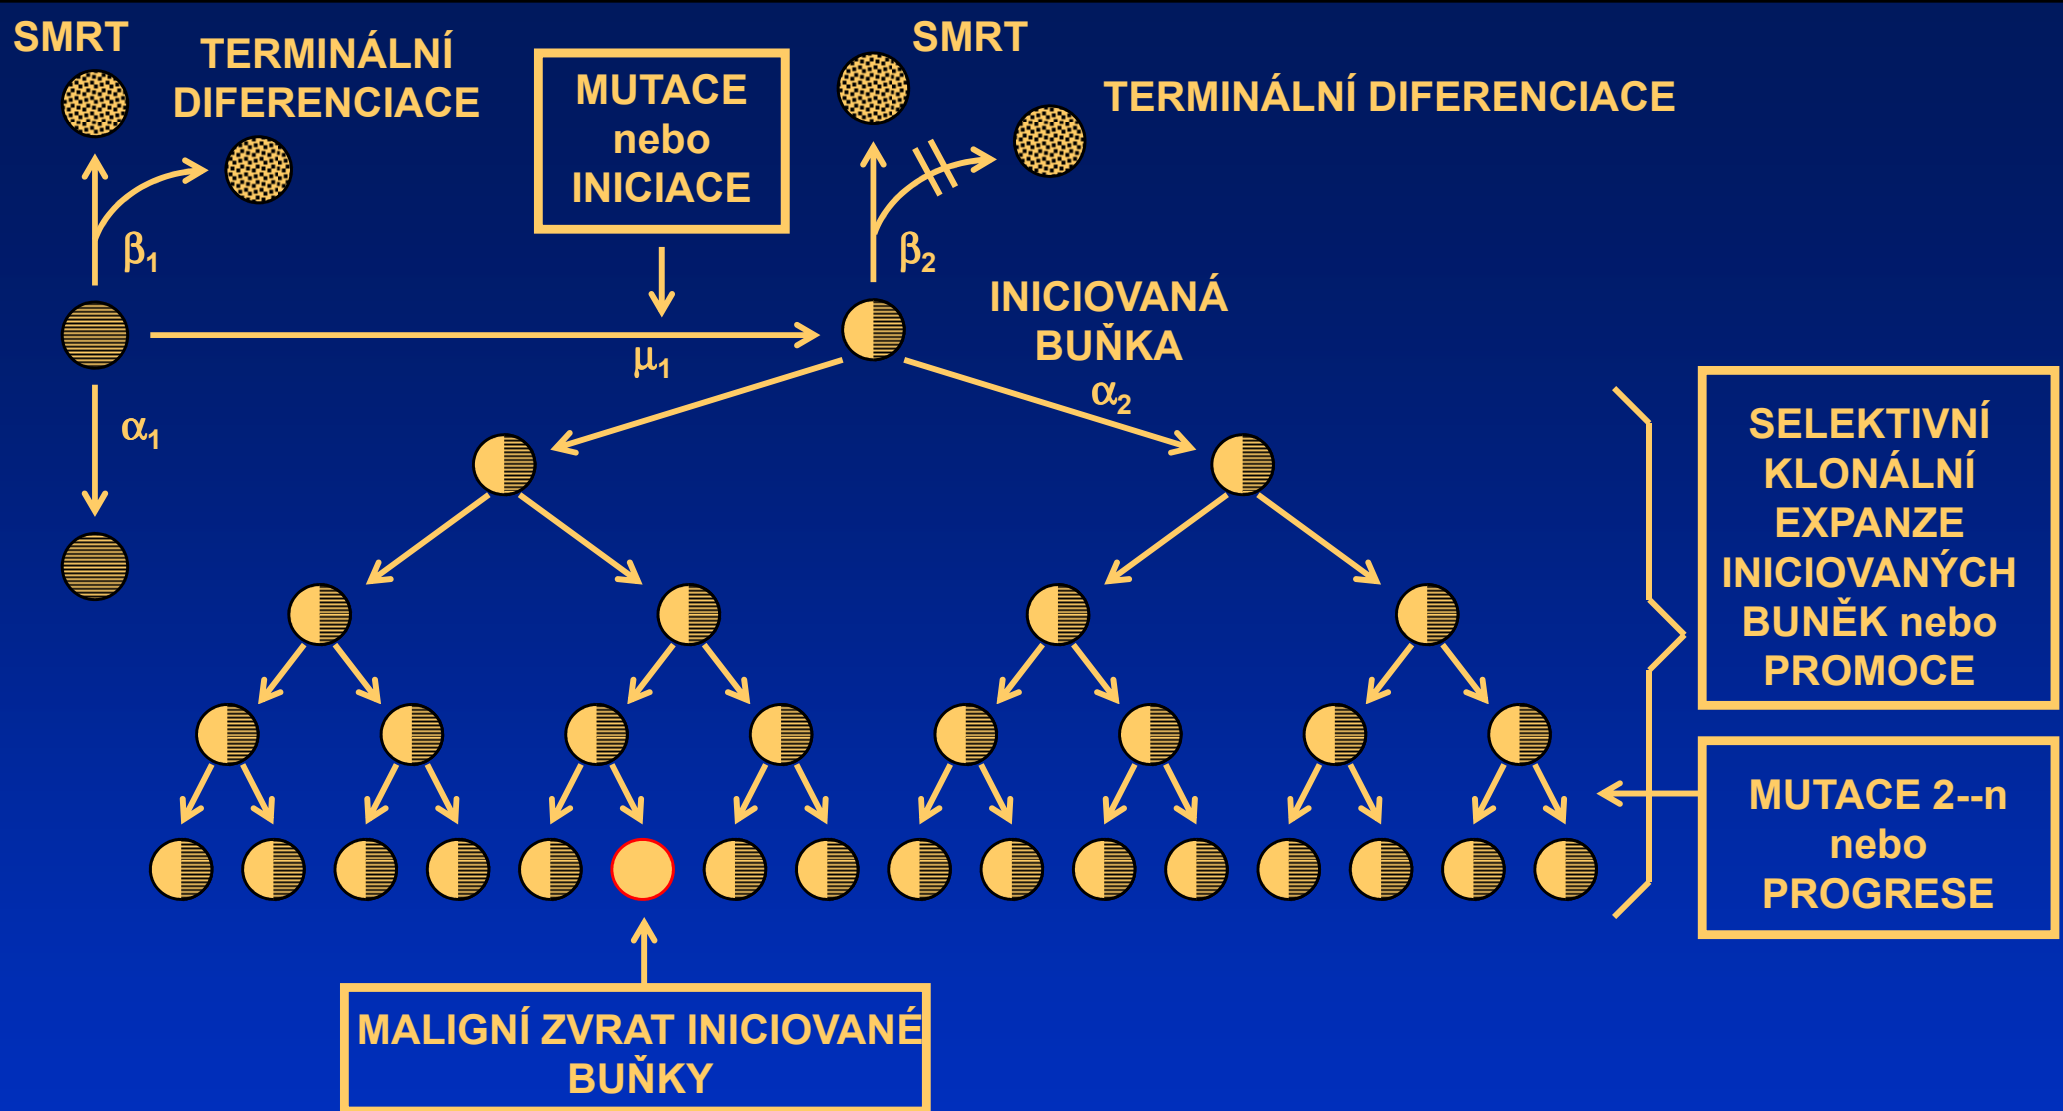 SMRT
TERMINÁLNÍ
DIFERENCIACE
MUTACE
nebo
INICIACE
SMRT
TERMINÁLNÍ DIFERENCIACE
β₁
β₂
INICIOVANÁ
BUŇKA
μ₁
α₂
α₁
SELEKTIVNÍ
KLONÁLNÍ
EXPANZE
INICIOVANÝCH
BUNĚK nebo
PROMOCE
MUTACE 2--n
nebo
PROGRESE
MALIGNÍ ZVRAT INICIOVANÉ
BUŇKY